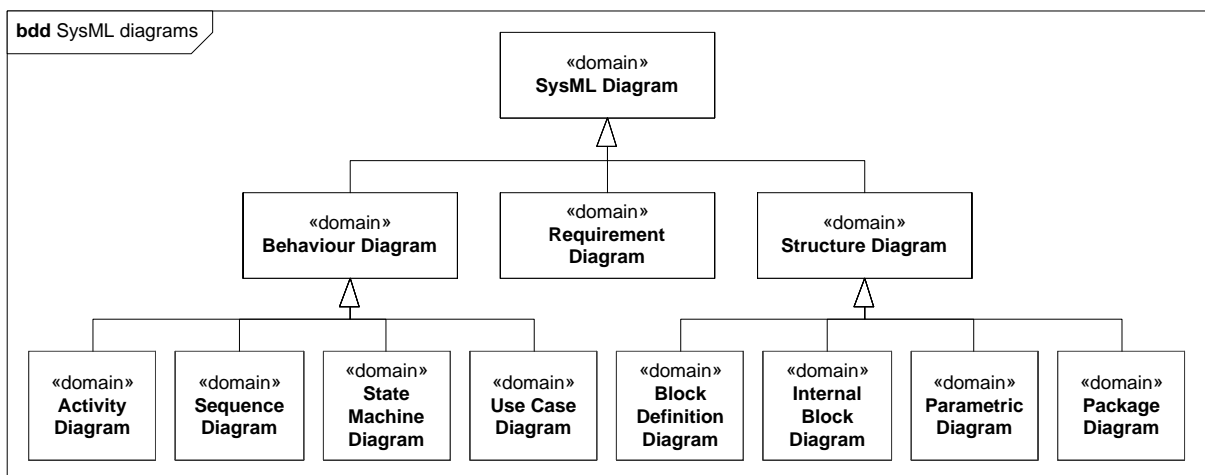 bdd SysML diagrams
«domain»
SysML Diagram
«domain»
Behaviour Diagram
«domain»
Requirement
Diagram
«domain»
Structure Diagram
«domain»
Activity
Diagram
«domain»
Sequence
Diagram
«domain»
State
Machine
Diagram
«domain»
Use Case
Diagram
«domain»
Block
Definition
Diagram
«domain»
Internal
Block
Diagram
«domain»
Parametric
Diagram
«domain»
Package
Diagram